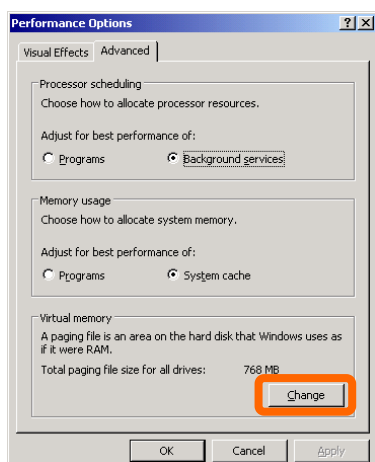 Performance Options
Visual Effects Advanced
Processor scheduling
Choose how to allocate processor resources.
Adjust for best performance of:
Programs Background services
Memory usage
Choose how to allocate system memory.
Adjust for best performance of:
Programs System cache
Virtual memory
A paging file is an area on the hard disk that Windows uses as
if it were RAM.
Total paging file size for all drives: 768 MB
Change
OK Cancel Apply